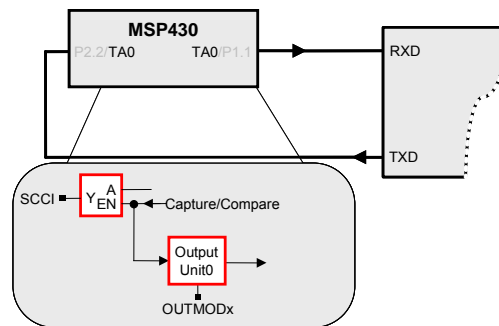 MSP430
P2.2/TA0 TA0/P1.1
RXD
TXD
SCCI
Y
A
EN
Capture/Compare
Output
Unit0
OUTMODx